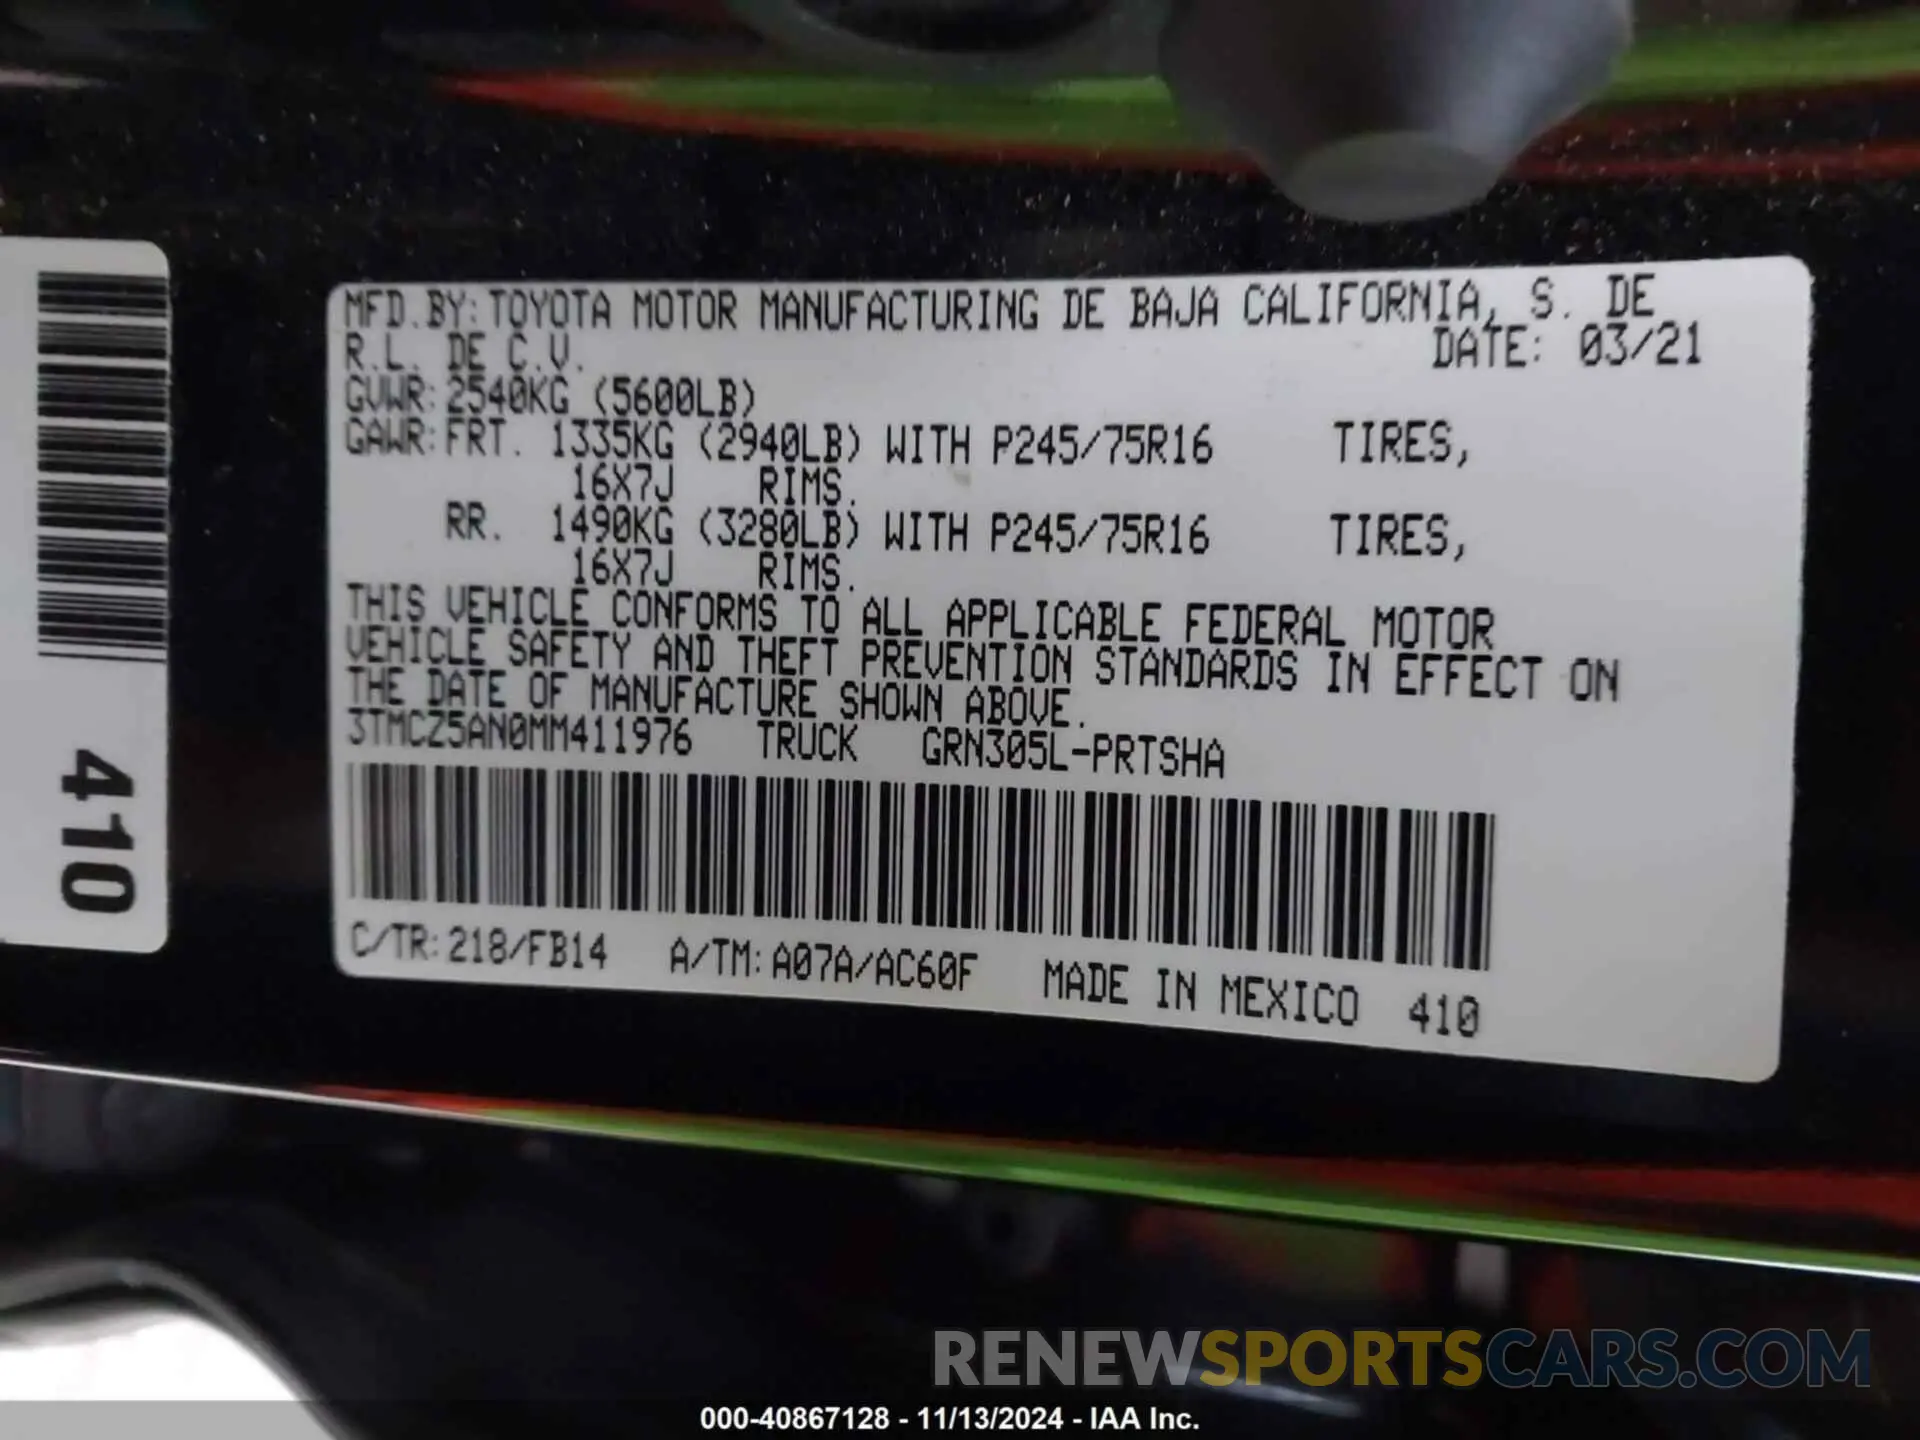 MFD.BY: TOYOTA MOTOR MANUFACTURING DE BAJA CALIFORNIA, S. DE
R.L. DE C.V. DATE: 03/21
GVWR: 2540KG (5600LB)
GAWR: FRT. 1335KG (2940LB) WITH P245/75R16 TIRES,
16X7J RIMS.
RR. 1490KG (3280LB) WITH P245/75R16 TIRES,
16X7J RIMS.
THIS VEHICLE CONFORMS TO ALL APPLICABLE FEDERAL MOTOR
VEHICLE SAFETY AND THEFT PREVENTION STANDARDS IN EFFECT ON
THE DATE OF MANUFACTURE SHOWN ABOVE.
3TMCZ5AN0MM411976 TRUCK GRN305L-PRTSHA
C/TR: 218/FB14 A/TM: A07A/AC60F MADE IN MEXICO 410
410
RENEWSPORTSCARS.COM
000-40867128 - 11/13/2024 - IAA Inc.